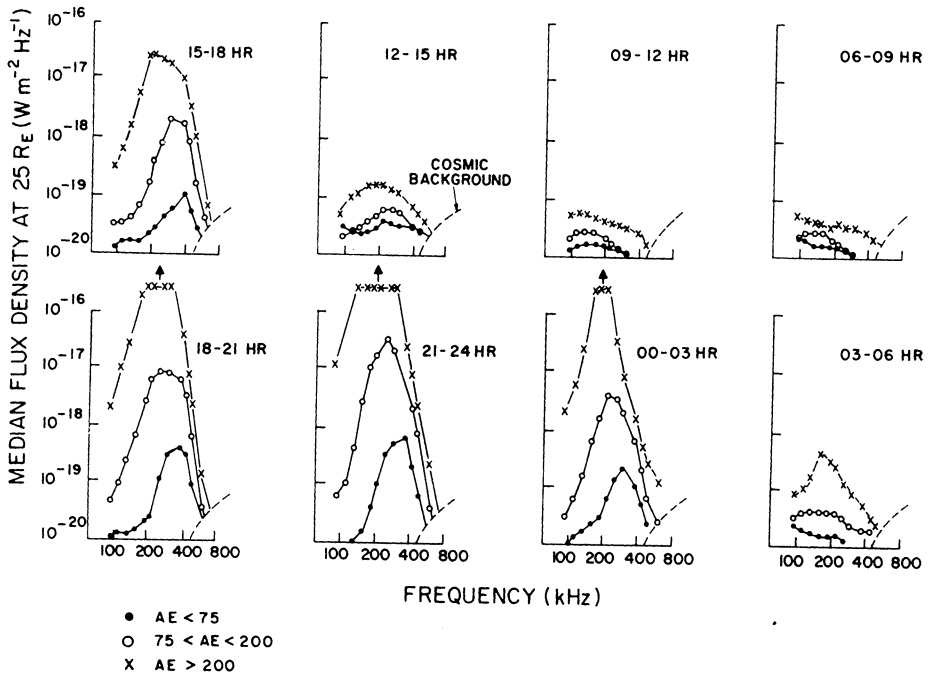 MEDIAN FLUX DENSITY AT 25 R_E (W m⁻² Hz⁻¹)
10⁻¹⁶
10⁻¹⁷
10⁻¹⁸
10⁻¹⁹
10⁻²⁰
15-18 HR
12-15 HR
COSMIC
BACKGROUND
09-12 HR
06-09 HR
10⁻¹⁶
10⁻¹⁷
10⁻¹⁸
10⁻¹⁹
10⁻²⁰
18-21 HR
21-24 HR
00-03 HR
03-06 HR
100 200 400 800
100 200 400 800
100 200 400 800
100 200 400 800
FREQUENCY (kHz)
AE < 75
75 < AE < 200
X AE > 200